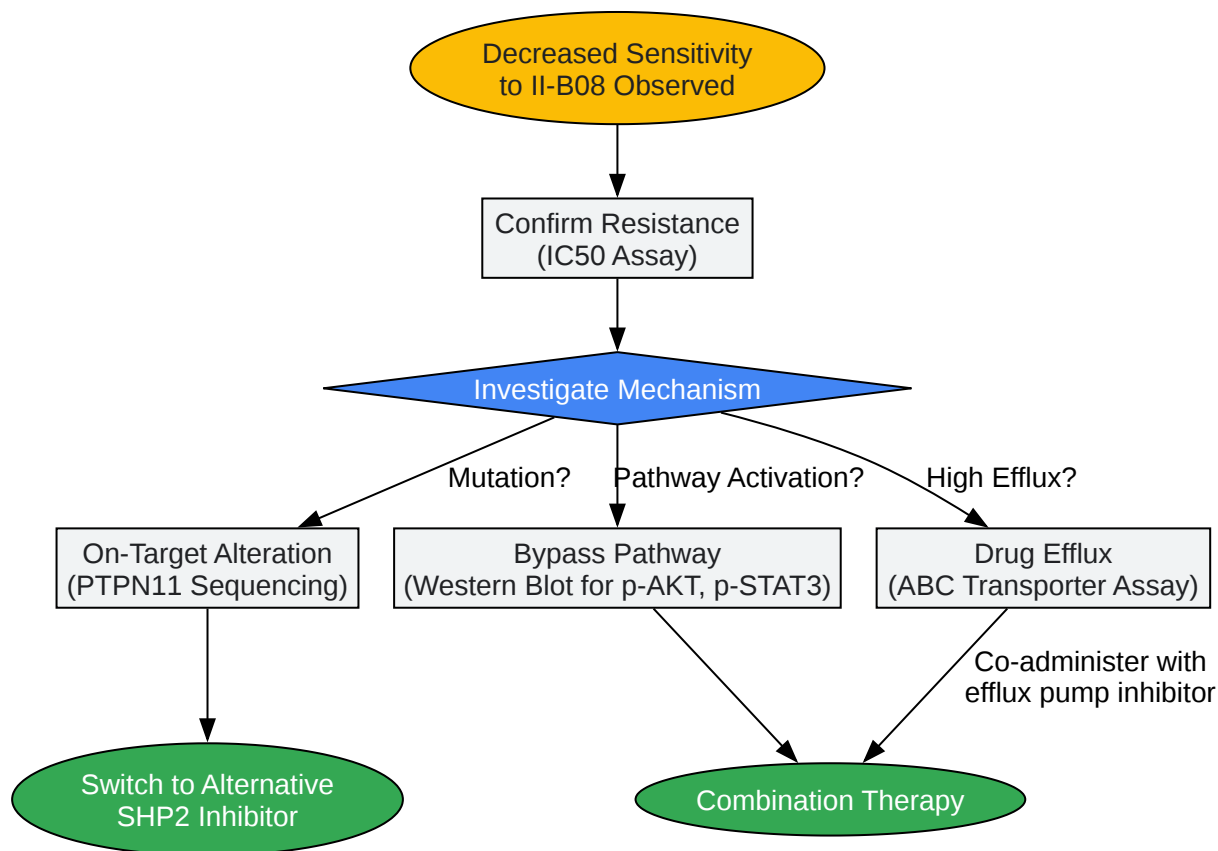 Decreased Sensitivity
to II-B08 Observed
Confirm Resistance
(IC50 Assay)
Investigate Mechanism
Mutation?
Pathway Activation?
High Efflux?
On-Target Alteration
(PTPN11 Sequencing)
Bypass Pathway
(Western Blot for p-AKT, p-STAT3)
Drug Efflux
(ABC Transporter Assay)
Co-administer with
efflux pump inhibitor
Switch to Alternative
SHP2 Inhibitor
Combination Therapy